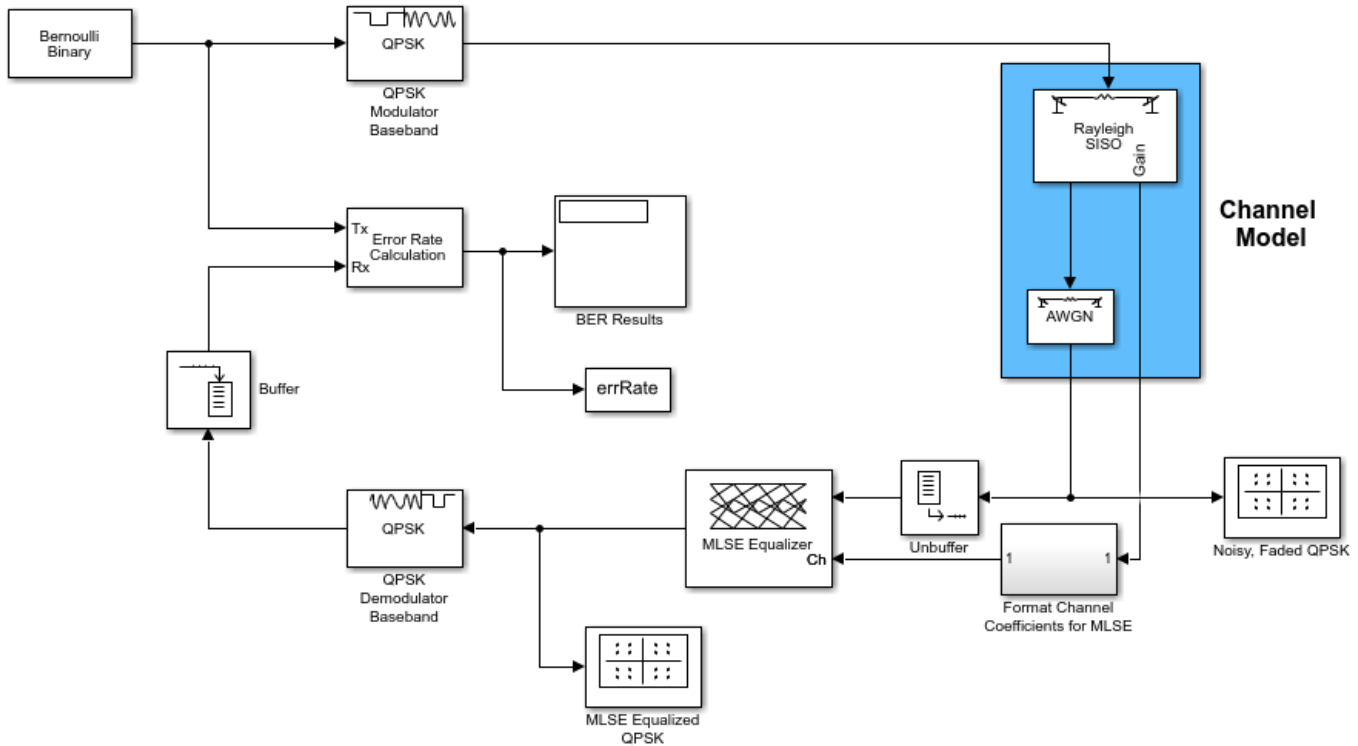 Bernoulli
Binary
QPSK
QPSK
Modulator
Baseband
Rayleigh
SISO
Gain
Channel
Model
AWGN
Tx
Rx
Error Rate
Calculation
BER Results
errRate
Buffer
QPSK
QPSK
Demodulator
Baseband
MLSE Equalizer
Ch
Unbuffer
Noisy, Faded QPSK
1
1
Format Channel
Coefficients for MLSE
MLSE Equalized
QPSK